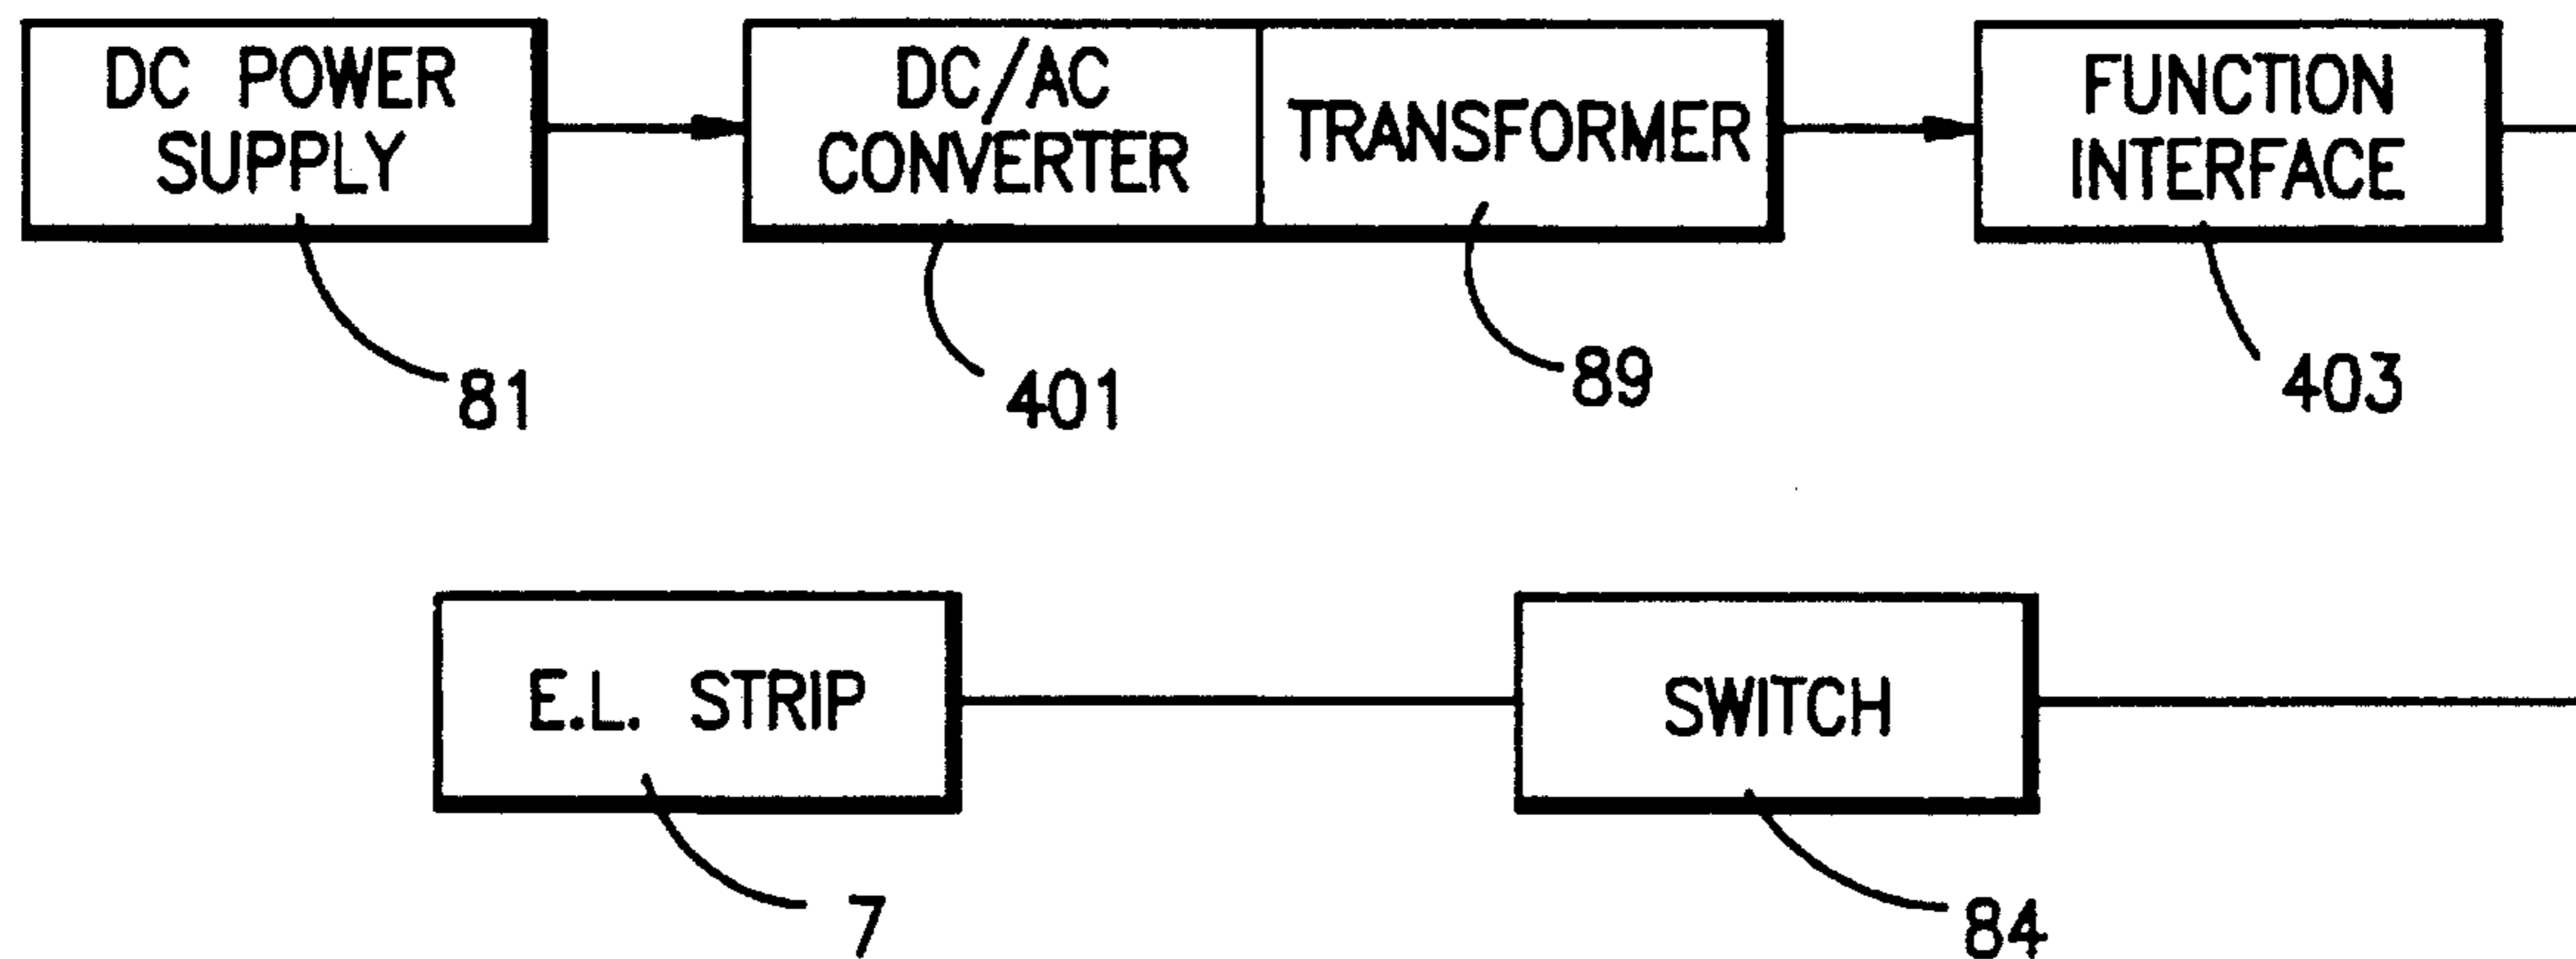 DC POWER
SUPPLY
DC/AC
CONVERTER
TRANSFORMER
FUNCTION
INTERFACE
81
401
89
403
E.L. STRIP
SWITCH
7
84